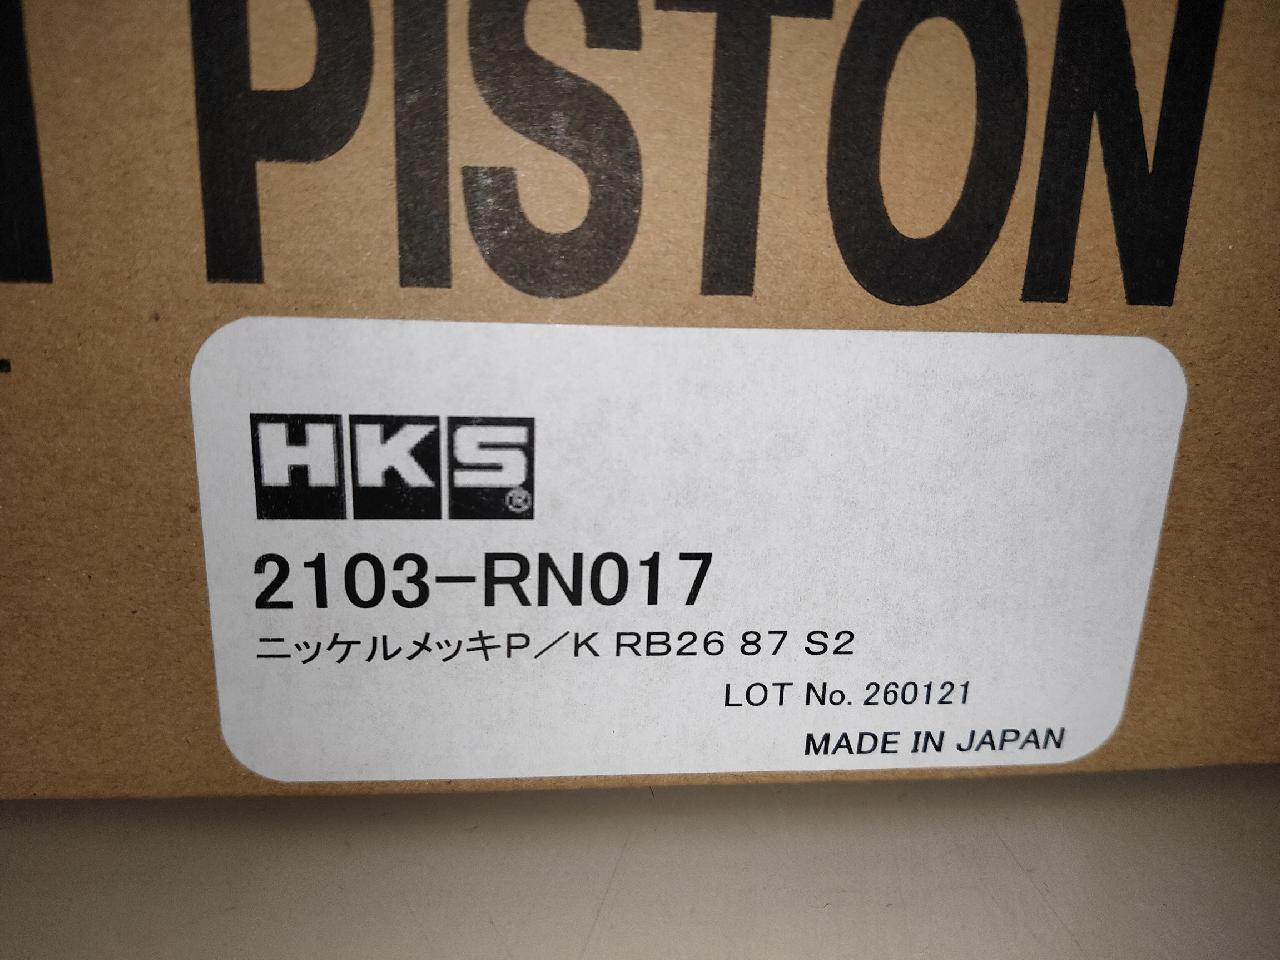 PISTON
HKS®
2103-RN017
ニッケルメッキP/K RB26 87 S2
LOT No. 260121
MADE IN JAPAN